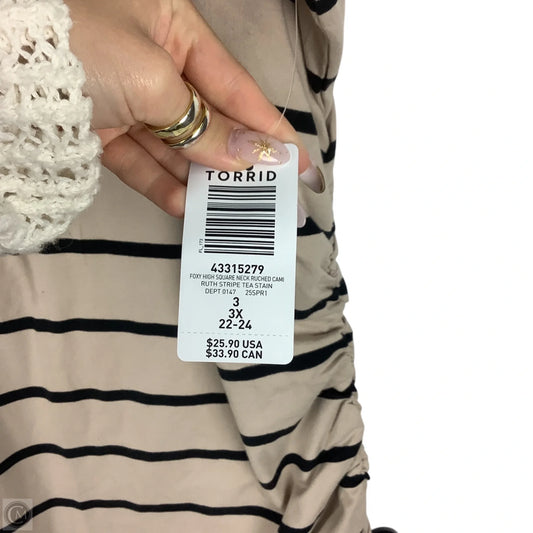 TORRID
FL_173
43315279
FOXY HIGH SQUARE NECK RUCHED CAMI
RUTH STRIPE TEA STAIN
DEPT 0147 25SPR1
3
3X
22-24
$25.90 USA
$33.90 CAN